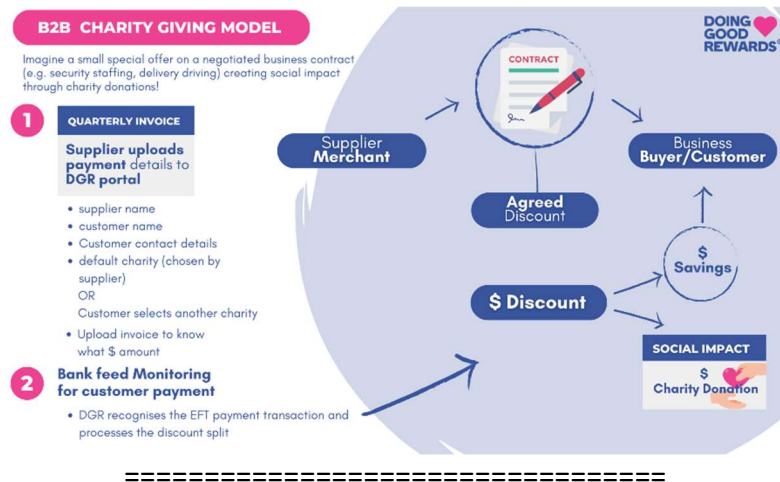 B2B CHARITY GIVING MODEL
Imagine a small special offer on a negotiated business contract
(e.g. security staffing, delivery driving) creating social impact
through charity donations!
1
QUARTERLY INVOICE
Supplier uploads
payment details to
DGR portal
• supplier name
• customer name
• Customer contact details
• default charity (chosen by
supplier)
OR
Customer selects another charity
• Upload invoice to know
what $ amount
2
Bank feed Monitoring
for customer payment
• DGR recognises the EFT payment transaction and
processes the discount split
DOING
GOOD
REWARDS
CONTRACT
Supplier
Merchant
Business
Buyer/Customer
Agreed
Discount
$
Savings
$ Discount
SOCIAL IMPACT
$
Charity Donation
==================================